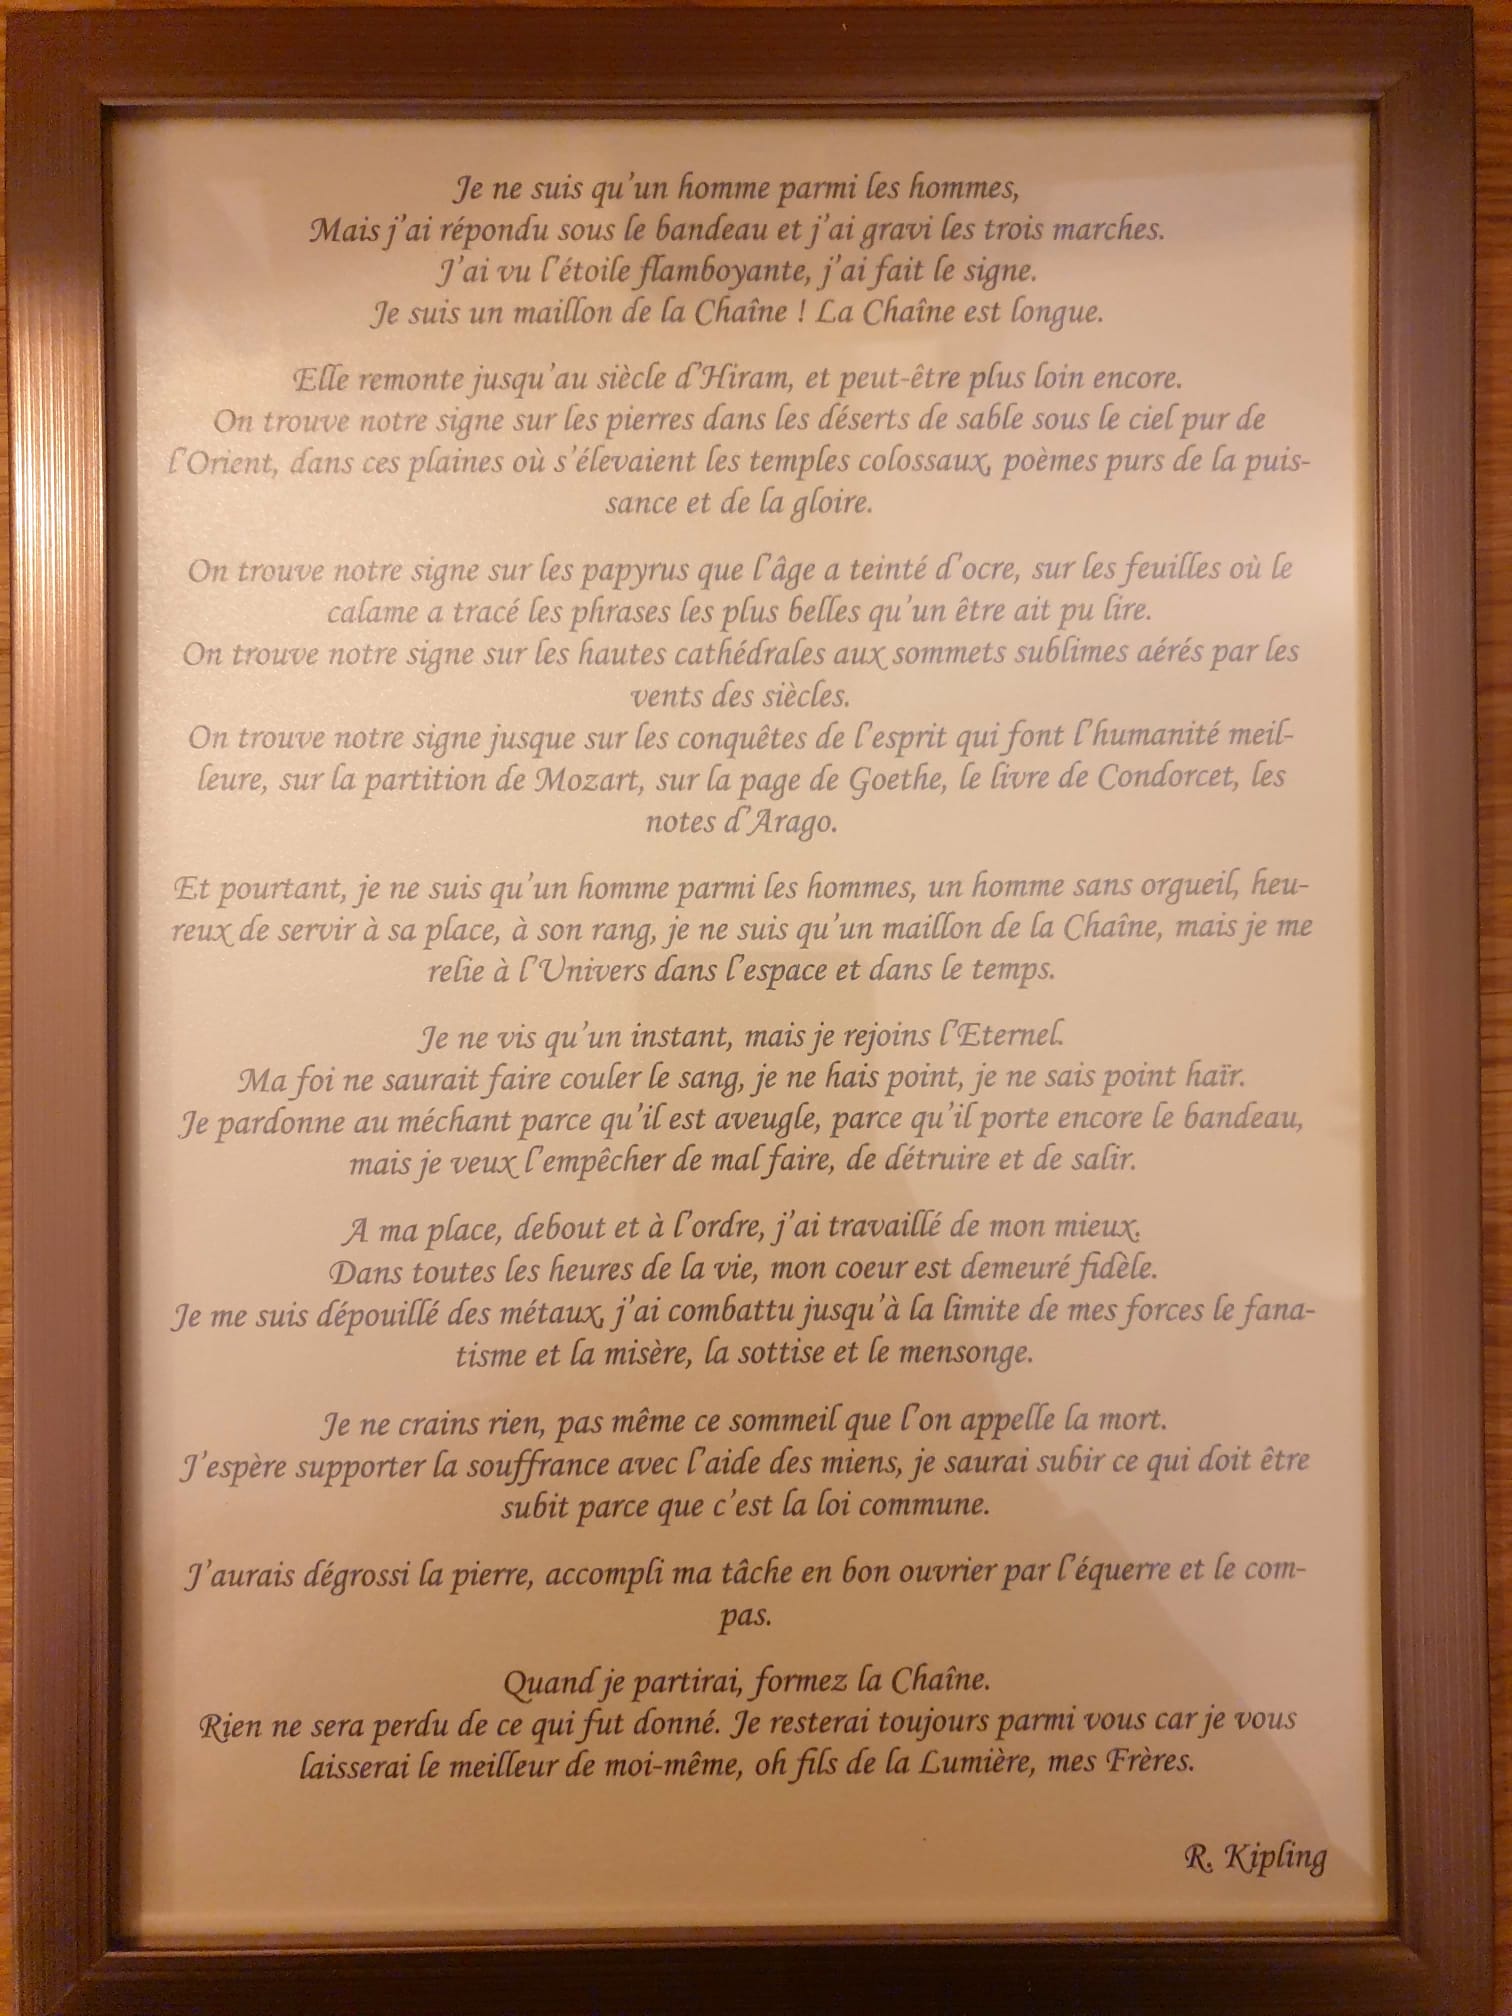 Je ne suis qu'un homme parmi les hommes,
Mais j'ai répondu sous le bandeau et j'ai gravi les trois marches.
J'ai vu l'étoile flamboyante, j'ai fait le signe.
Je suis un maillon de la Chaîne ! La Chaîne est longue.
Elle remonte jusqu'au siècle d'Hiram, et peut-être plus loin encore.
On trouve notre signe sur les pierres dans les déserts de sable sous le ciel pur de
l'Orient, dans ces plaines où s'élevaient les temples colossaux, poèmes purs de la puis-
sance et de la gloire.
On trouve notre signe sur les papyrus que l'âge a teinté d'ocre, sur les feuilles où le
calame a tracé les phrases les plus belles qu'un être ait pu lire.
On trouve notre signe sur les hautes cathédrales aux sommets sublimes aérés par les
vents des siècles.
On trouve notre signe jusque sur les conquêtes de l'esprit qui font l'humanité meil-
leure, sur la partition de Mozart, sur la page de Goethe, le livre de Condorcet, les
notes d'Arago.
Et pourtant, je ne suis qu'un homme parmi les hommes, un homme sans orgueil, heu-
reux de servir à sa place, à son rang, je ne suis qu'un maillon de la Chaîne, mais je me
relie à l'Univers dans l'espace et dans le temps.
Je ne vis qu'un instant, mais je rejoins l'Eternel.
Ma foi ne saurait faire couler le sang, je ne hais point, je ne sais point haïr.
Je pardonne au méchant parce qu'il est aveugle, parce qu'il porte encore le bandeau,
mais je veux l'empêcher de mal faire, de détruire et de salir.
A ma place, debout et à l'ordre, j'ai travaillé de mon mieux.
Dans toutes les heures de la vie, mon coeur est demeuré fidèle.
Je me suis dépouillé des métaux, j'ai combattu jusqu'à la limite de mes forces le fana-
tisme et la misère, la sottise et le mensonge.
Je ne crains rien, pas même ce sommeil que l'on appelle la mort.
J'espère supporter la souffrance avec l'aide des miens, je saurai subir ce qui doit être
subit parce que c'est la loi commune.
J'aurais dégrossi la pierre, accompli ma tâche en bon ouvrier par l'équerre et le com-
pas.
Quand je partirai, formez la Chaîne.
Rien ne sera perdu de ce qui fut donné. Je resterai toujours parmi vous car je vous
laisserai le meilleur de moi-même, oh fils de la Lumière, mes Frères.
R. Kipling